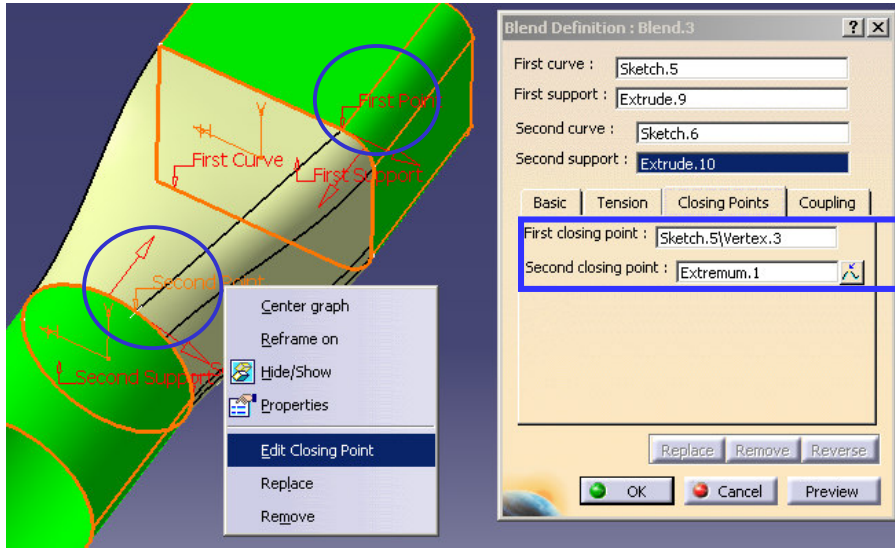 First Point
First Curve
First Support
Second Point
Second Support
Y
Y
Center graph
Reframe on
Hide/Show
Properties
Edit Closing Point
Replace
Remove
Blend Definition : Blend.3
First curve : Sketch.5
First support : Extrude.9
Second curve : Sketch.6
Second support : Extrude.10
Basic Tension Closing Points Coupling
First closing point : Sketch.5\Vertex.3
Second closing point : Extremum.1
Replace Remove Reverse
OK Cancel Preview